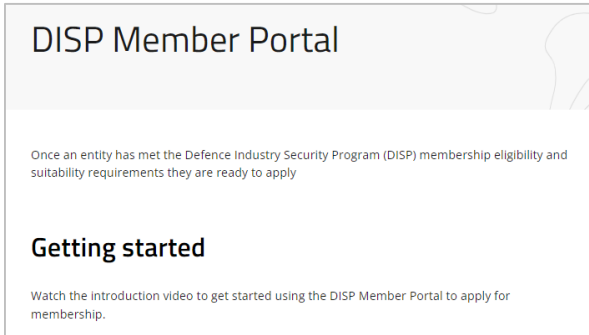 DISP Member Portal
Once an entity has met the Defence Industry Security Program (DISP) membership eligibility and
suitability requirements they are ready to apply
Getting started
Watch the introduction video to get started using the DISP Member Portal to apply for
membership.